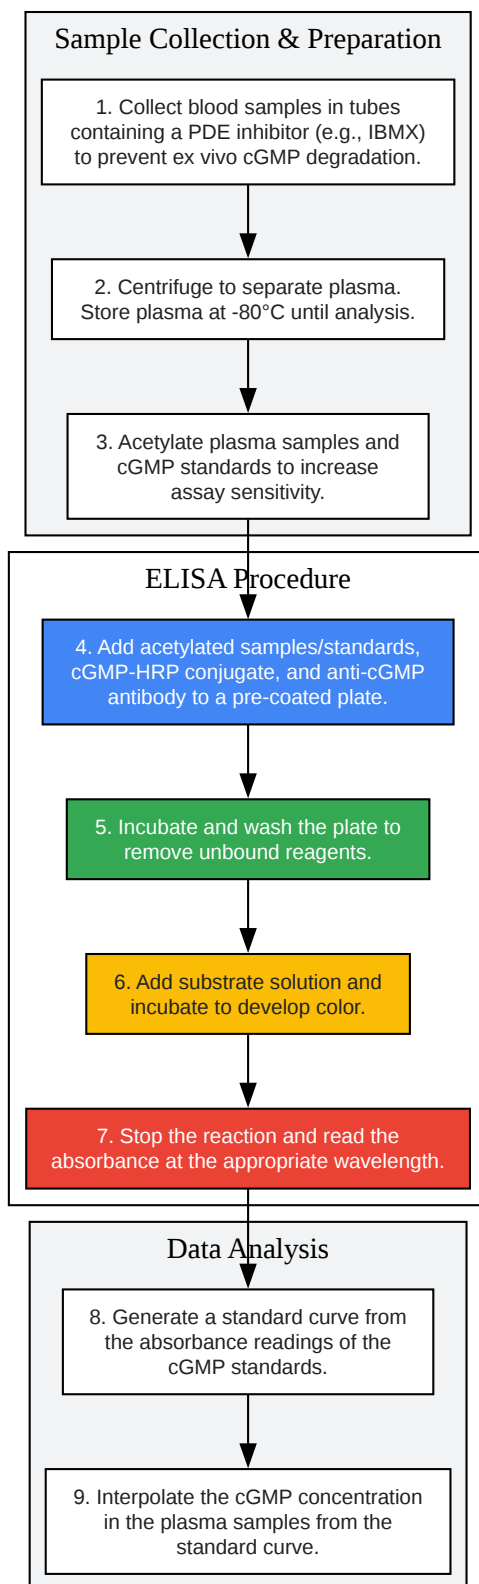 Sample Collection & Preparation
1. Collect blood samples in tubes
containing a PDE inhibitor (e.g., IBMX)
to prevent ex vivo cGMP degradation.
2. Centrifuge to separate plasma.
Store plasma at -80°C until analysis.
3. Acetylate plasma samples and
cGMP standards to increase
assay sensitivity.
ELISA Procedure
4. Add acetylated samples/standards,
cGMP-HRP conjugate, and anti-cGMP
antibody to a pre-coated plate.
5. Incubate and wash the plate to
remove unbound reagents.
6. Add substrate solution and
incubate to develop color.
7. Stop the reaction and read the
absorbance at the appropriate wavelength.
Data Analysis
8. Generate a standard curve from
the absorbance readings of the
cGMP standards.
9. Interpolate the cGMP concentration
in the plasma samples from the
standard curve.